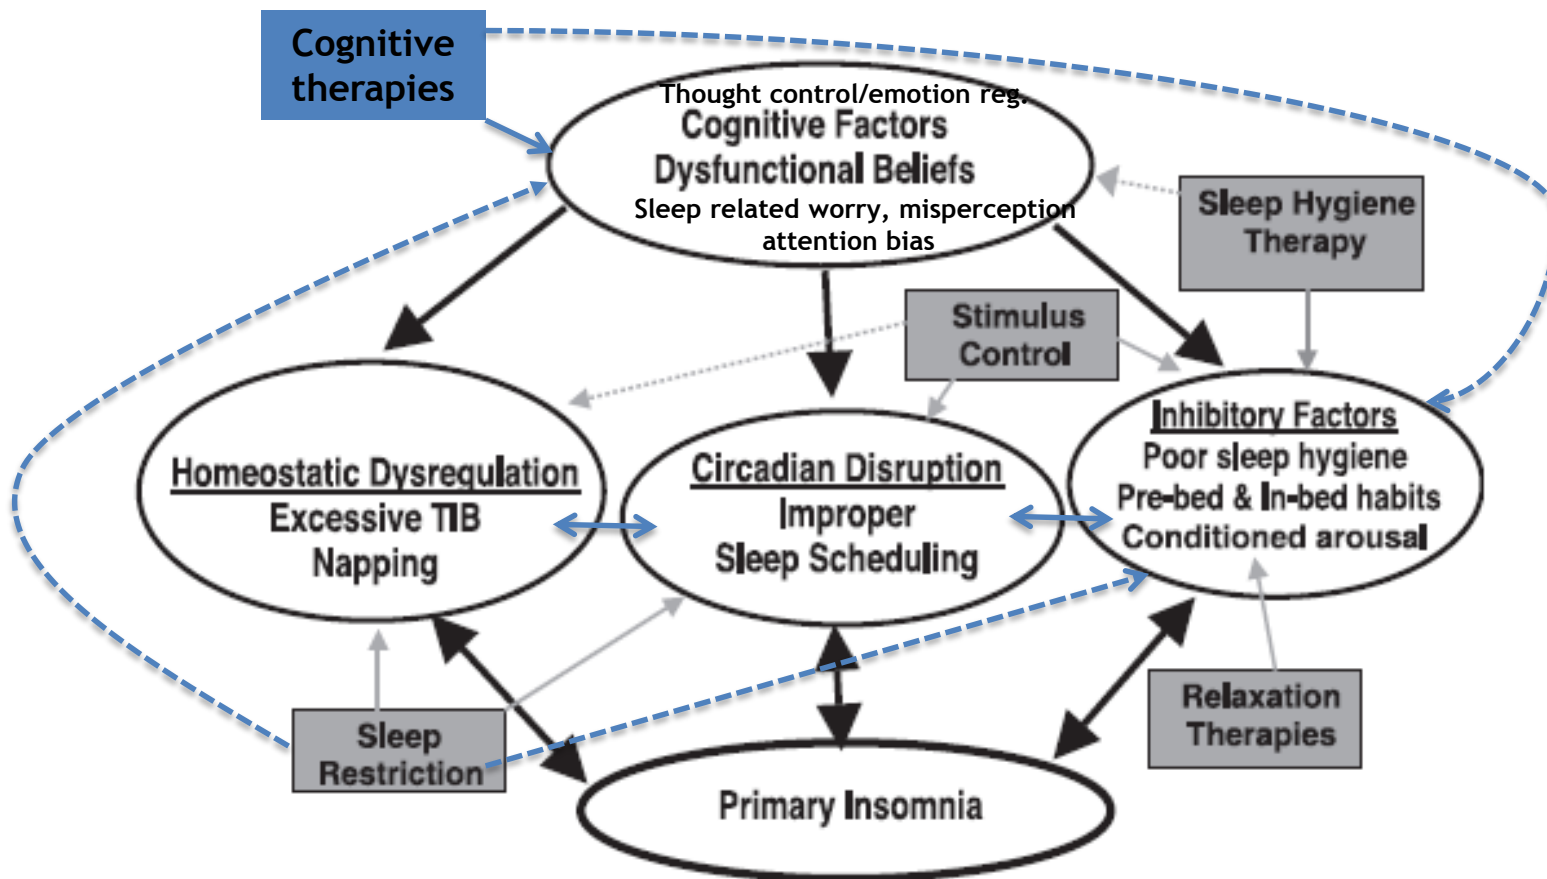 Cognitive
therapies
Thought control/emotion reg.
Cognitive Factors
Dysfunctional Beliefs
Sleep related worry, misperception
attention bias
Sleep Hygiene
Therapy
Stimulus
Control
Homeostatic Dysregulation
Excessive TIB
Napping
Circadian Disruption
Improper
Sleep Scheduling
Inhibitory Factors
Poor sleep hygiene
Pre-bed & In-bed habits
Conditioned arousal
Sleep
Restriction
Relaxation
Therapies
Primary Insomnia